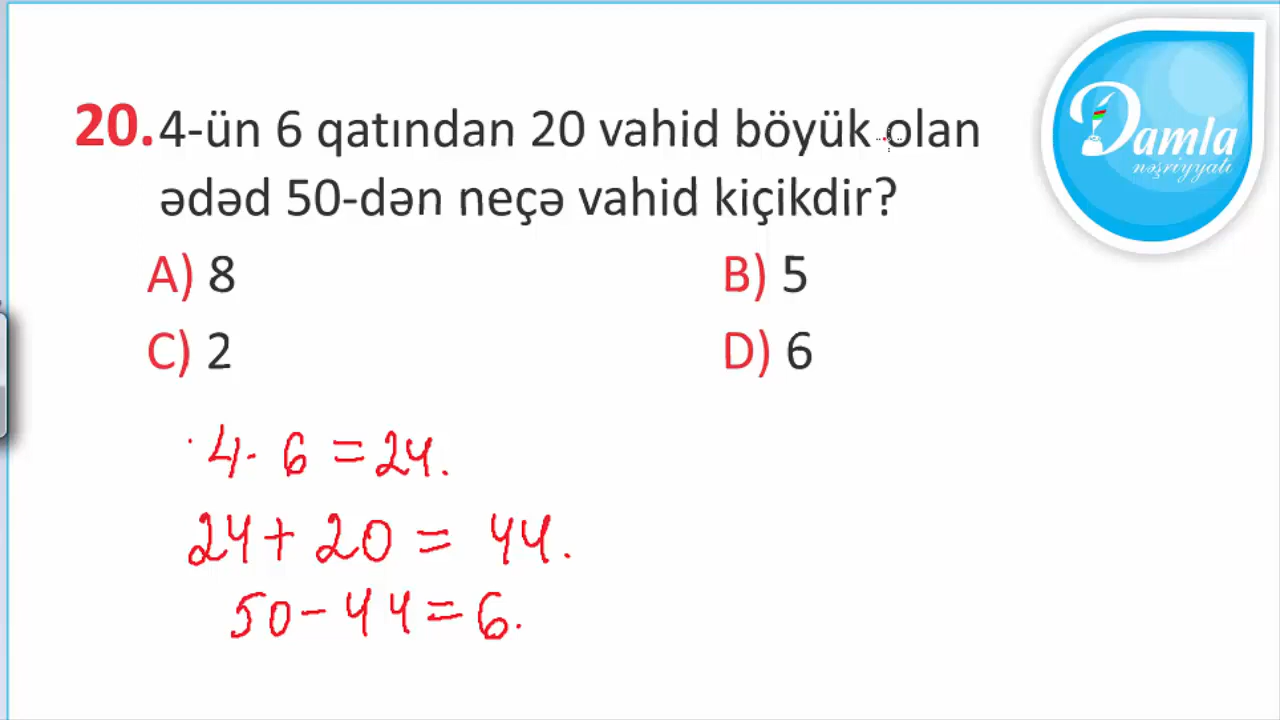 20. 4-ün 6 qatından 20 vahid böyük olan
ədəd 50-dən neçə vahid kiçikdir?
A) 8
B) 5
C) 2
D) 6
4 · 6 = 24.
24 + 20 = 44.
50 - 44 = 6.
Damla
nəşriyyatı